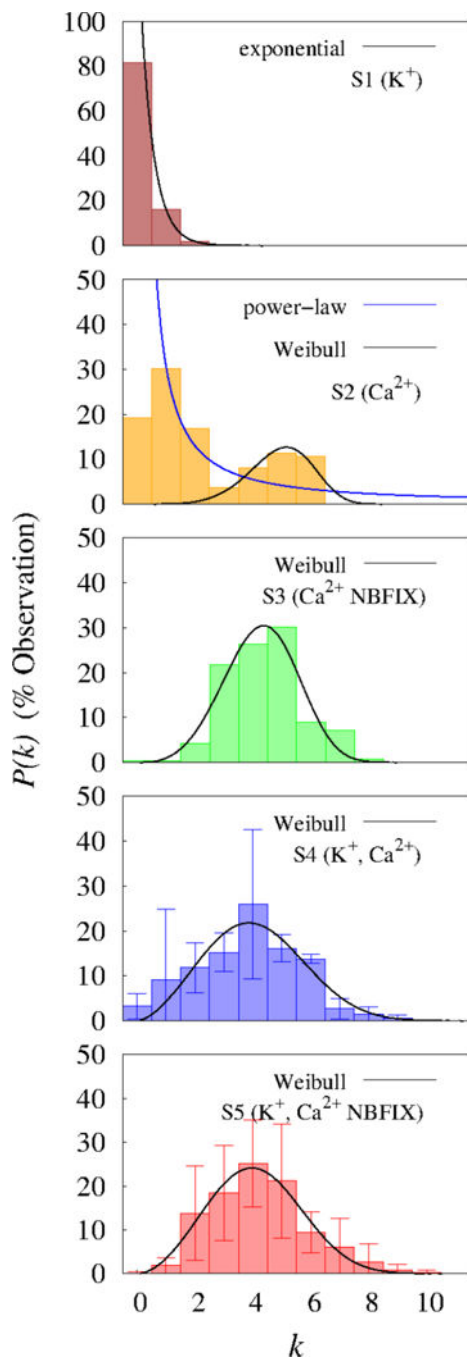 P(k) (% Observation)
100
80
60
40
20
0
exponential
S1 (K⁺)
50
40
30
20
10
0
power−law
Weibull
S2 (Ca²⁺)
50
40
30
20
10
0
Weibull
S3 (Ca²⁺ NBFIX)
50
40
30
20
10
0
Weibull
S4 (K⁺, Ca²⁺)
50
40
30
20
10
0
Weibull
S5 (K⁺, Ca²⁺ NBFIX)
0 2 4 6 8 10
k